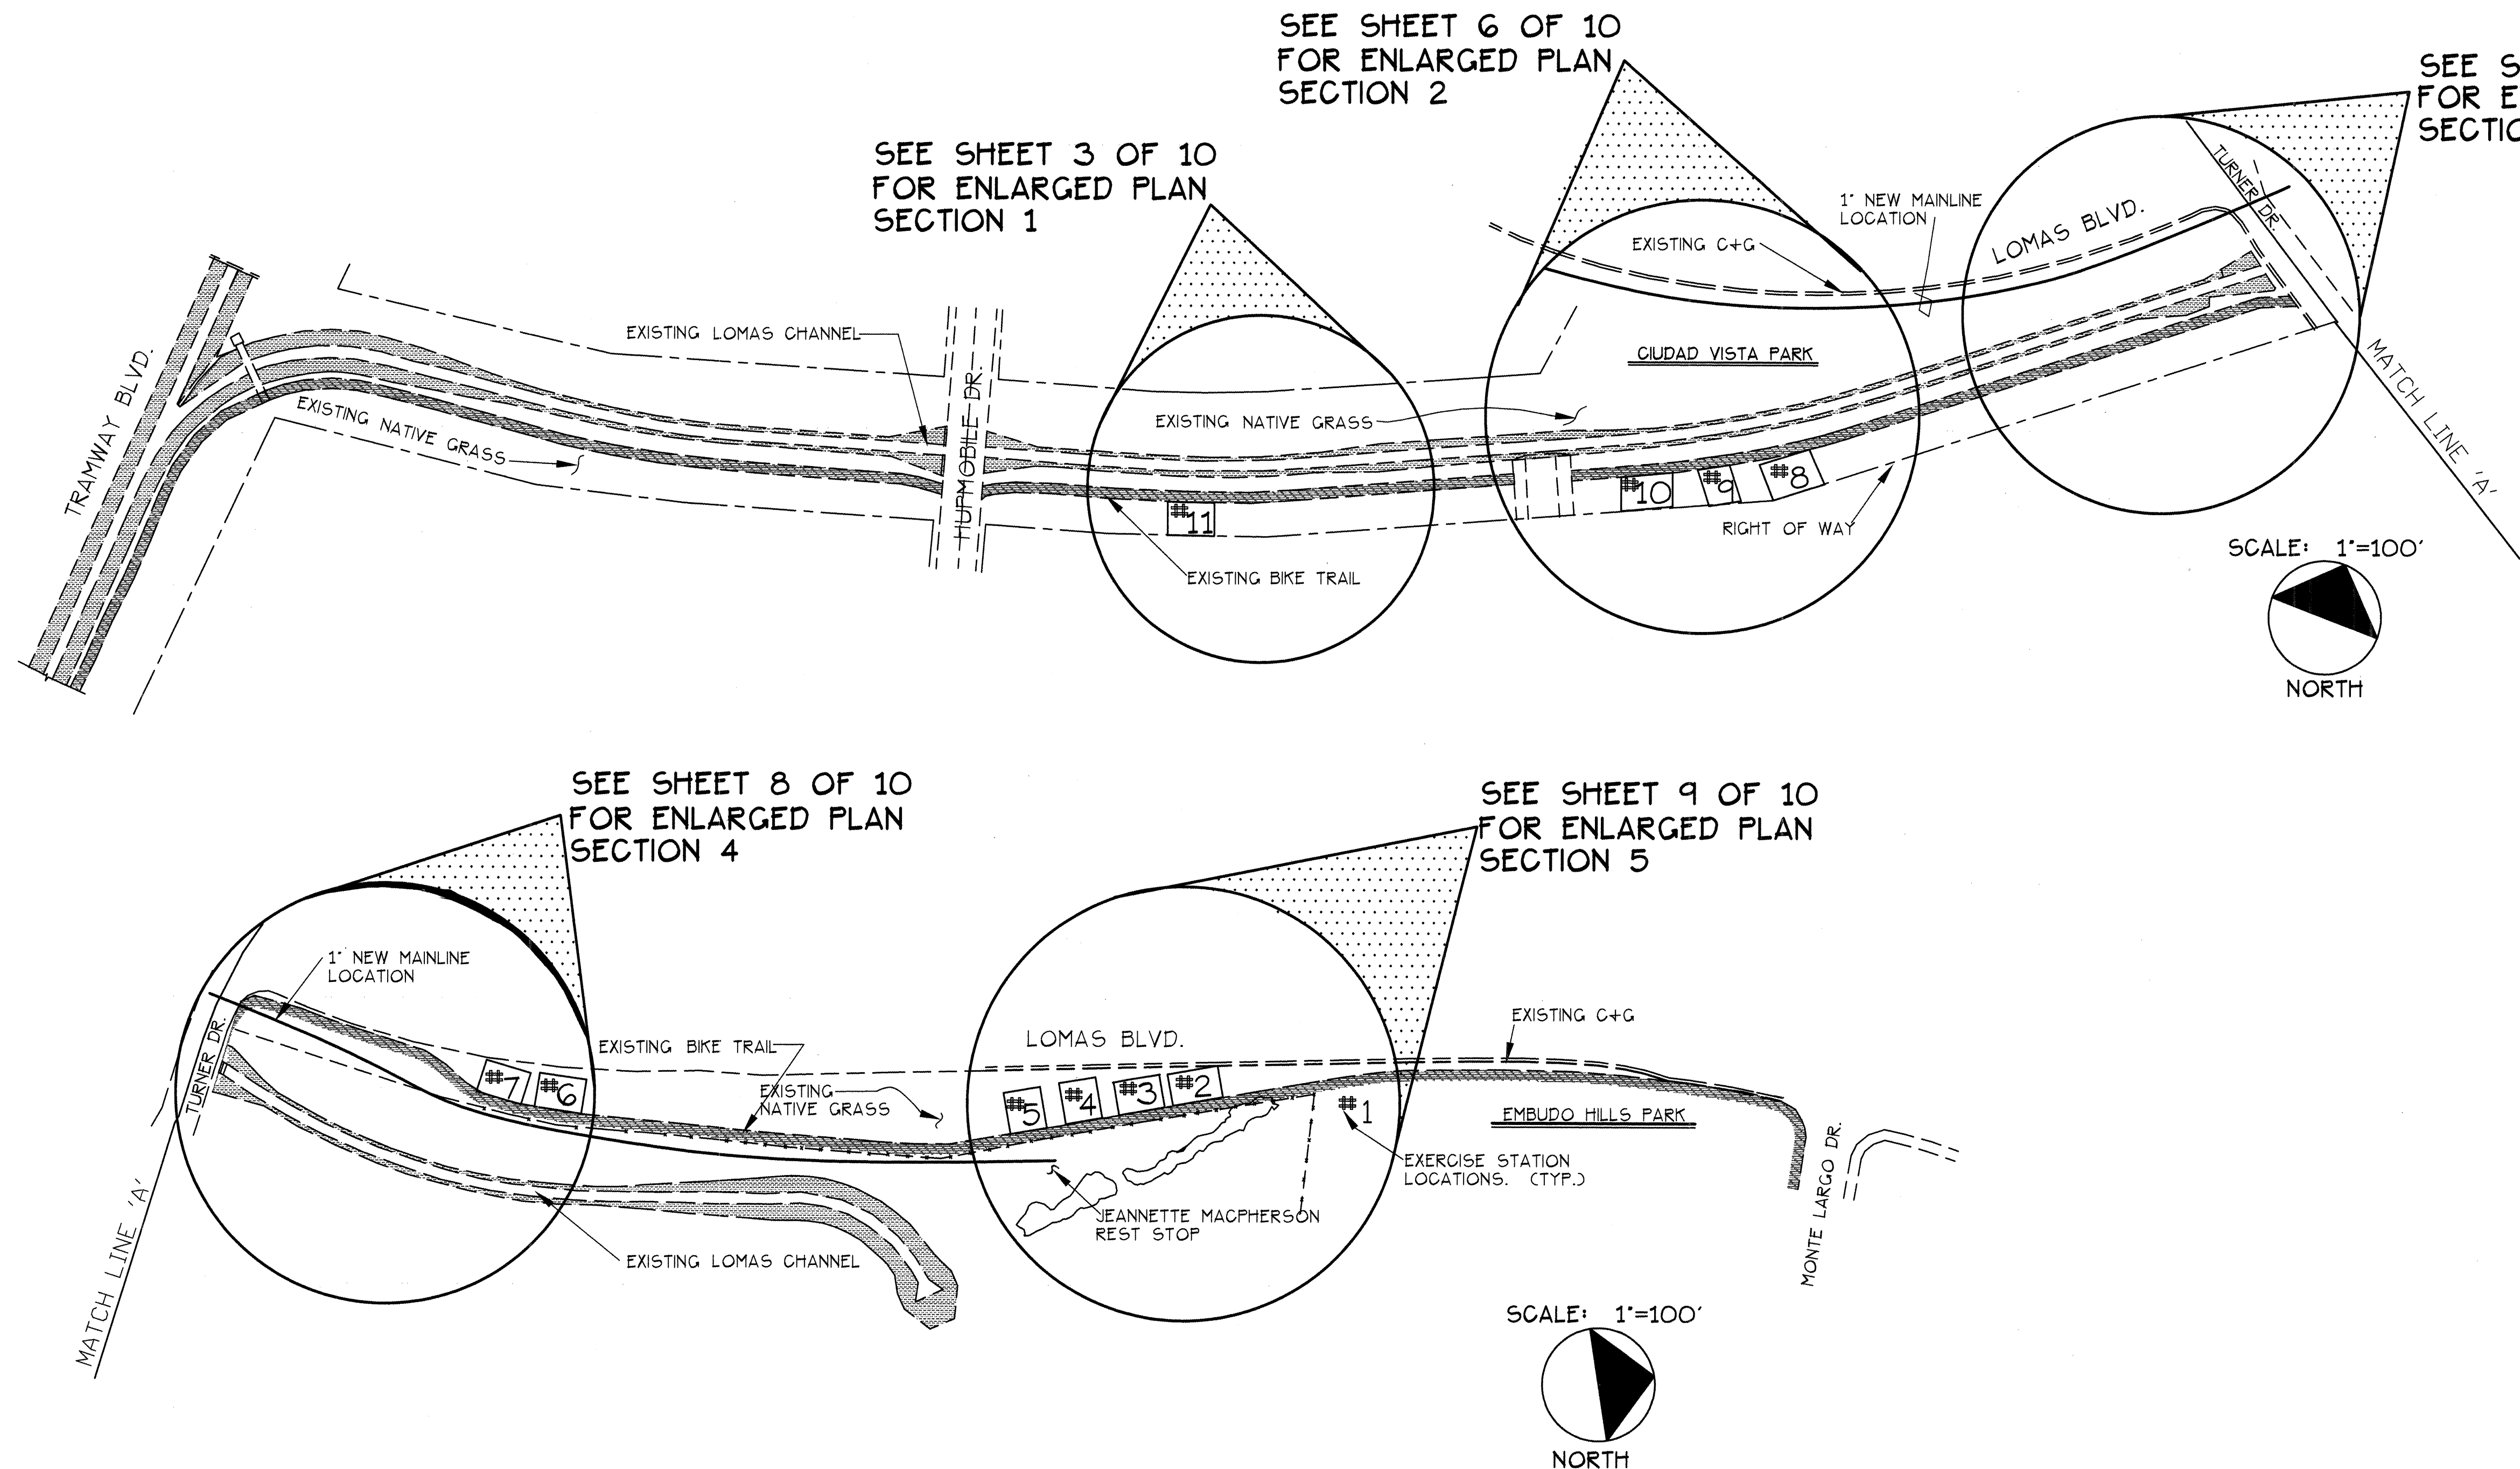 SEE SHEET 6 OF 10
FOR ENLARGED PLAN
SECTION 2
SEE S
FOR E
SECTIO
SEE SHEET 3 OF 10
FOR ENLARGED PLAN
SECTION 1
1" NEW MAINLINE
LOCATION
EXISTING C+G
LOMAS BLVD.
TURNER DR.
EXISTING LOMAS CHANNEL
CIUDAD VISTA PARK
TRAMWAY BLVD.
EXISTING NATIVE GRASS
HUPMOBILE DR.
EXISTING NATIVE GRASS
MATCH LINE 'A'
#11
#10
#9
#8
RIGHT OF WAY
EXISTING BIKE TRAIL
SCALE: 1"=100'
NORTH
SEE SHEET 8 OF 10
FOR ENLARGED PLAN
SECTION 4
SEE SHEET 9 OF 10
FOR ENLARGED PLAN
SECTION 5
1" NEW MAINLINE
LOCATION
TURNER DR.
EXISTING BIKE TRAIL
LOMAS BLVD.
EXISTING C+G
#7
#6
EXISTING
NATIVE GRASS
#5
#4
#3
#2
#1
EMBUDO HILLS PARK
EXERCISE STATION
LOCATIONS. (TYP.)
JEANNETTE MACPHERSON
REST STOP
MONTE LARGO DR.
EXISTING LOMAS CHANNEL
MATCH LINE 'A'
SCALE: 1"=100'
NORTH